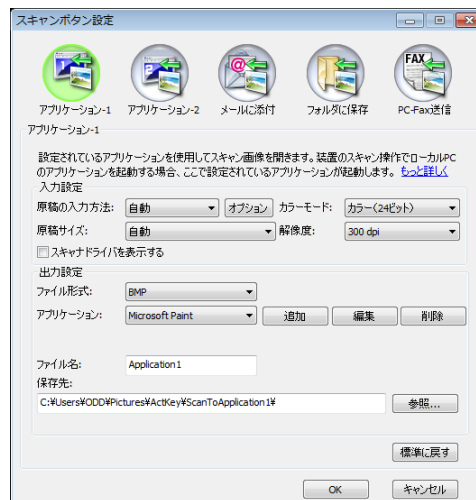 スキャンボタン設定
FAX
アプリケーション-1 アプリケーション-2 メールに添付 フォルダに保存 PC-Fax送信
アプリケーション-1
設定されているアプリケーションを使用してスキャン画像を開きます。装置のスキャン操作でローカルPC
のアプリケーションを起動する場合、ここで設定されているアプリケーションが起動します。 もっと詳しく
入力設定
原稿の入力方法: 自動 オプション カラーモード: カラー(24ビット)
原稿サイズ: 自動 解像度: 300 dpi
スキャナドライバを表示する
出力設定
ファイル形式: BMP
アプリケーション: Microsoft Paint 追加 編集 削除
ファイル名: Application1
保存先:
C:¥Users¥ODD¥Pictures¥ActKey¥ScanToApplication1¥ 参照...
標準に戻す
OK キャンセル